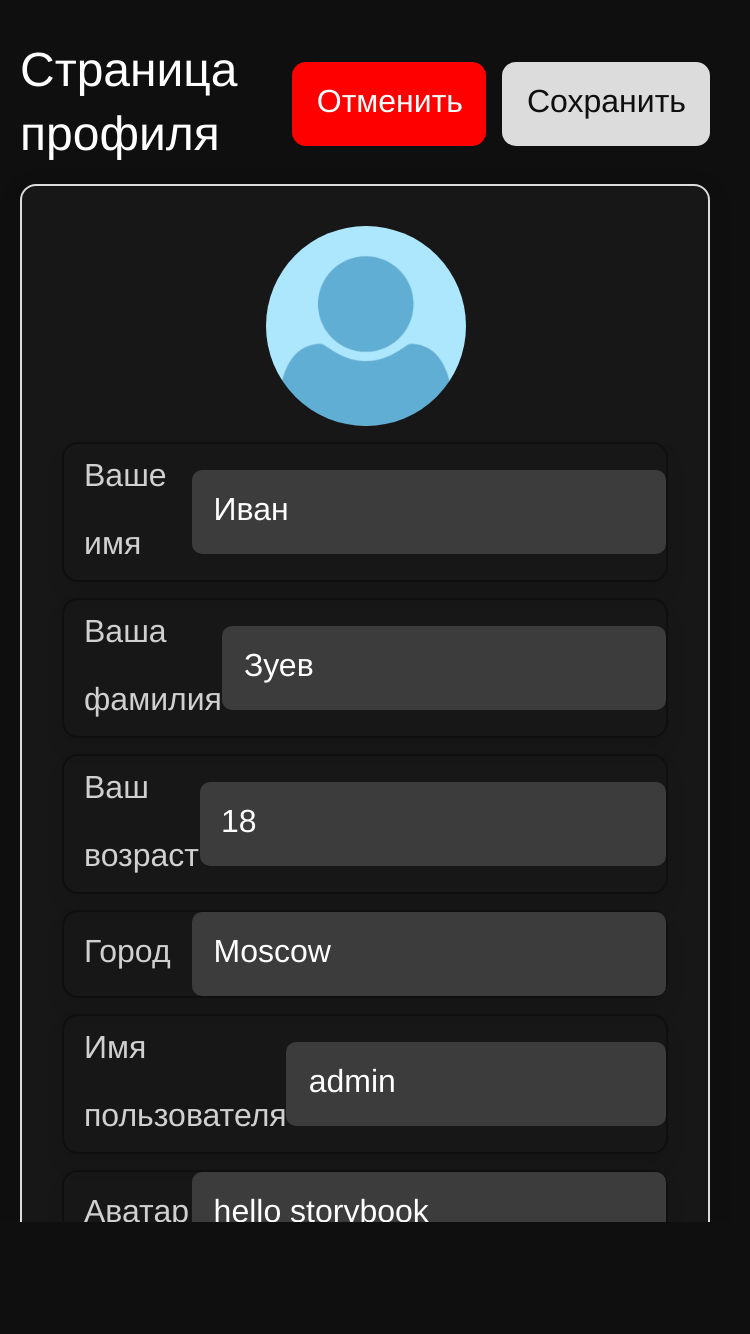 Страница
профиля
Отменить
Сохранить
Ваше
имя
Иван
Ваша
фамилия
Зуев
Ваш
возраст
18
Город
Moscow
Имя
пользователя
admin
Аватар
hello storybook